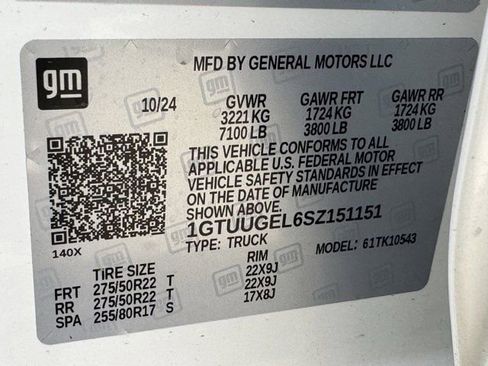 gm
MFD BY GENERAL MOTORS LLC
10/24 GVWR GAWR FRT GAWR RR
3221 KG 1724 KG 1724 KG
7100 LB 3800 LB 3800 LB
THIS VEHICLE CONFORMS TO ALL
APPLICABLE U.S. FEDERAL MOTOR
VEHICLE SAFETY STANDARDS IN EFFECT
ON THE DATE OF MANUFACTURE
SHOWN ABOVE.
1GTUUGEL6SZ151151
TYPE: TRUCK MODEL: 61TK10543
140X
TIRE SIZE RIM
FRT 275/50R22 T 22X9J
RR 275/50R22 T 22X9J
SPA 255/80R17 S 17X8J